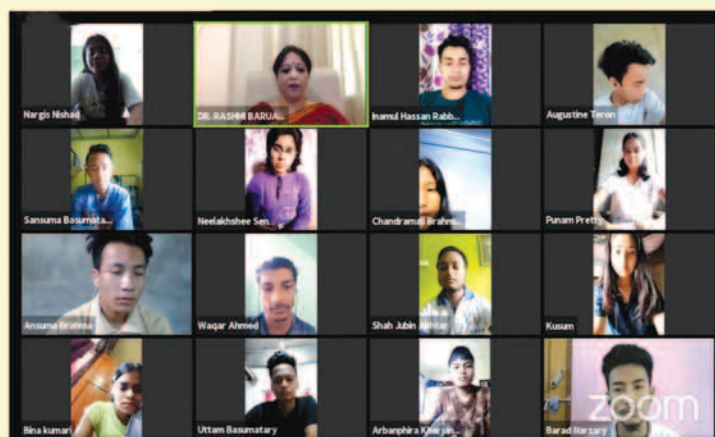 Nargis Nishad
DR. RASHMI BARUA...
Inamul Hassan Rabb...
Augustine Teron
Sansuma Basumata...
Neelakhshee Sen...
Chandramali Brahm...
Punam Pretty
Ansuma Brahma
Waqar Ahmed
Shah Jubin Akhtar
Kusum
Bina kumari
Uttam Basumatary
Arbanphira Kharjan...
Barad Narzary
zoom